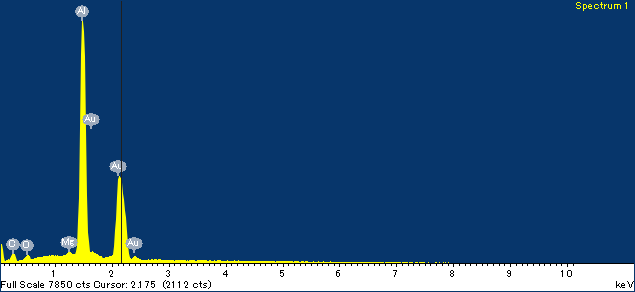 Spectrum 1
Al
Au
Au
C
O
Mg
Au
1 2 3 4 5 6 7 8 9 10
Full Scale 7850 cts Cursor: 2.175 (2112 cts) keV